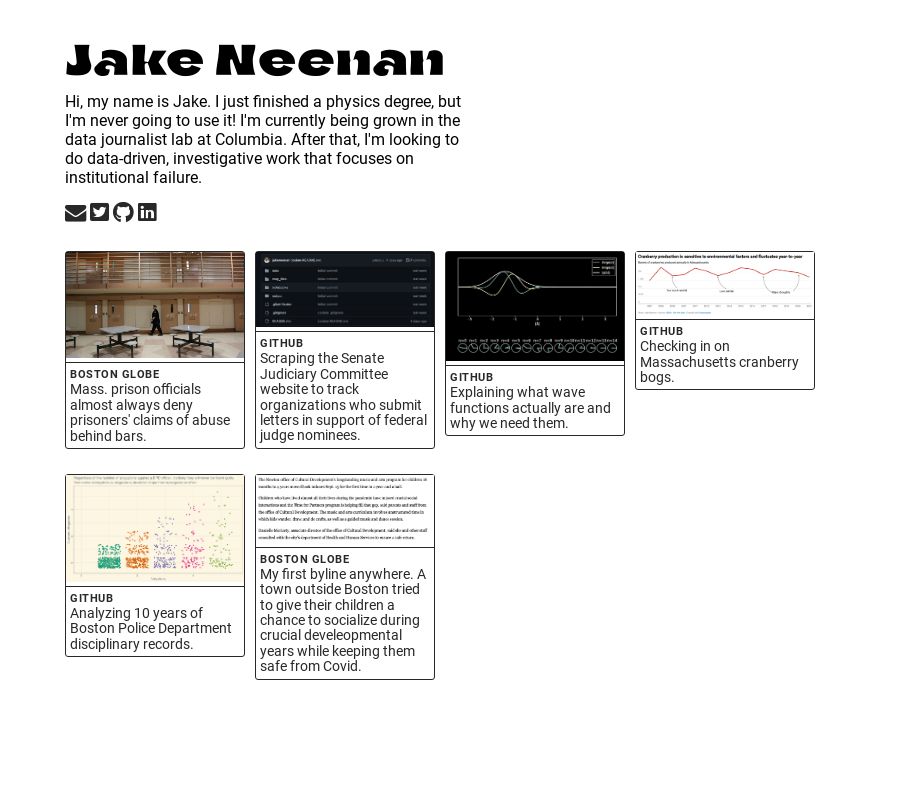 Jake Neenan
Hi, my name is Jake. I just finished a physics degree, but
I'm never going to use it! I'm currently being grown in the
data journalist lab at Columbia. After that, I'm looking to
do data-driven, investigative work that focuses on
institutional failure.
BOSTON GLOBE
Mass. prison officials
almost always deny
prisoners' claims of abuse
behind bars.
GITHUB
Scraping the Senate
Judiciary Committee
website to track
organizations who submit
letters in support of federal
judge nominees.
GITHUB
Explaining what wave
functions actually are and
why we need them.
Cranberry production is sensitive to environmental factors and fluctuates year-to-year
GITHUB
Checking in on
Massachusetts cranberry
bogs.
GITHUB
Analyzing 10 years of
Boston Police Department
disciplinary records.
BOSTON GLOBE
My first byline anywhere. A
town outside Boston tried
to give their children a
chance to socialize during
crucial develeopmental
years while keeping them
safe from Covid.